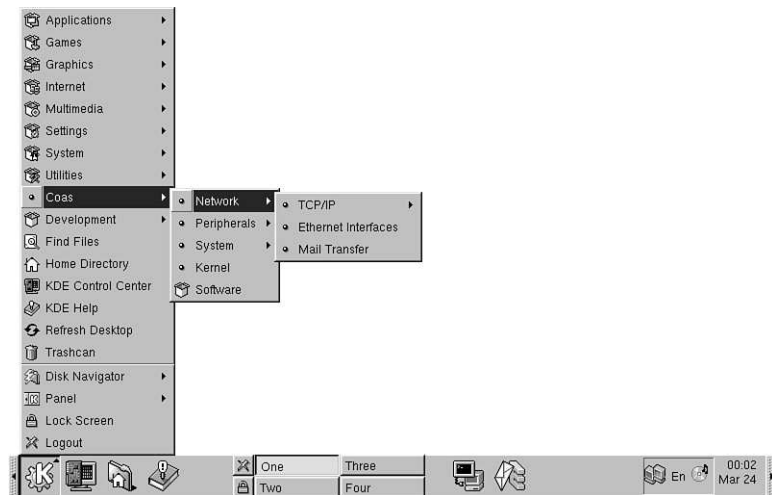 Applications
Games
Graphics
Internet
Multimedia
Settings
System
Utilities
Coas
Development
Find Files
Home Directory
KDE Control Center
KDE Help
Refresh Desktop
Trashcan
Disk Navigator
Panel
Lock Screen
Logout
Network
Peripherals
System
Kernel
Software
TCP/IP
Ethernet Interfaces
Mail Transfer
K
One
Three
Two
Four
En
00:02
Mar 24